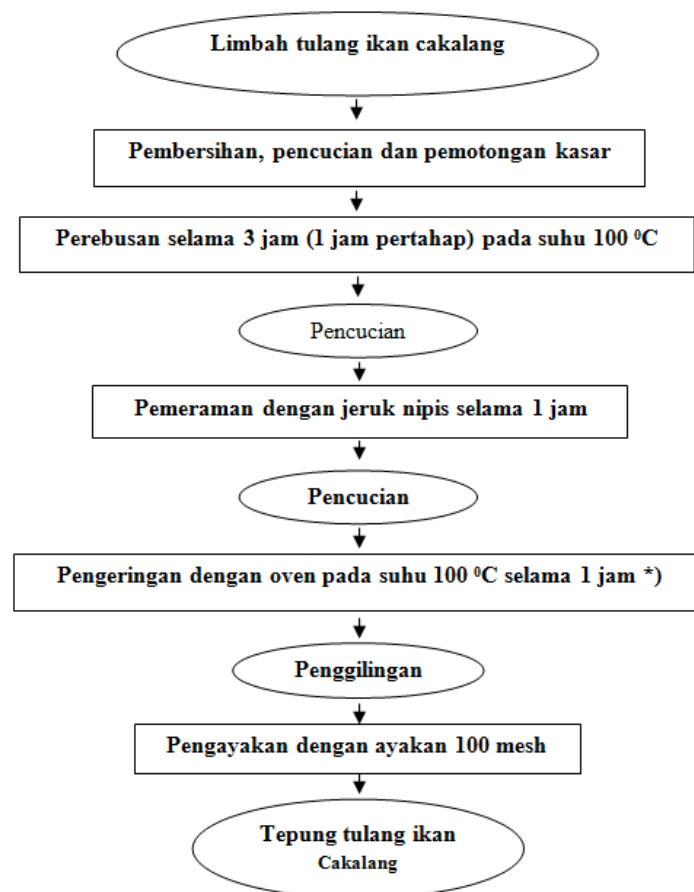 Limbah tulang ikan cakalang
Pembersihan, pencucian dan pemotongan kasar
Perebusan selama 3 jam (1 jam pertahap) pada suhu 100 ⁰C
Pencucian
Pemeraman dengan jeruk nipis selama 1 jam
Pencucian
Pengeringan dengan oven pada suhu 100 ⁰C selama 1 jam *)
Penggilingan
Pengayakan dengan ayakan 100 mesh
Tepung tulang ikan
Cakalang